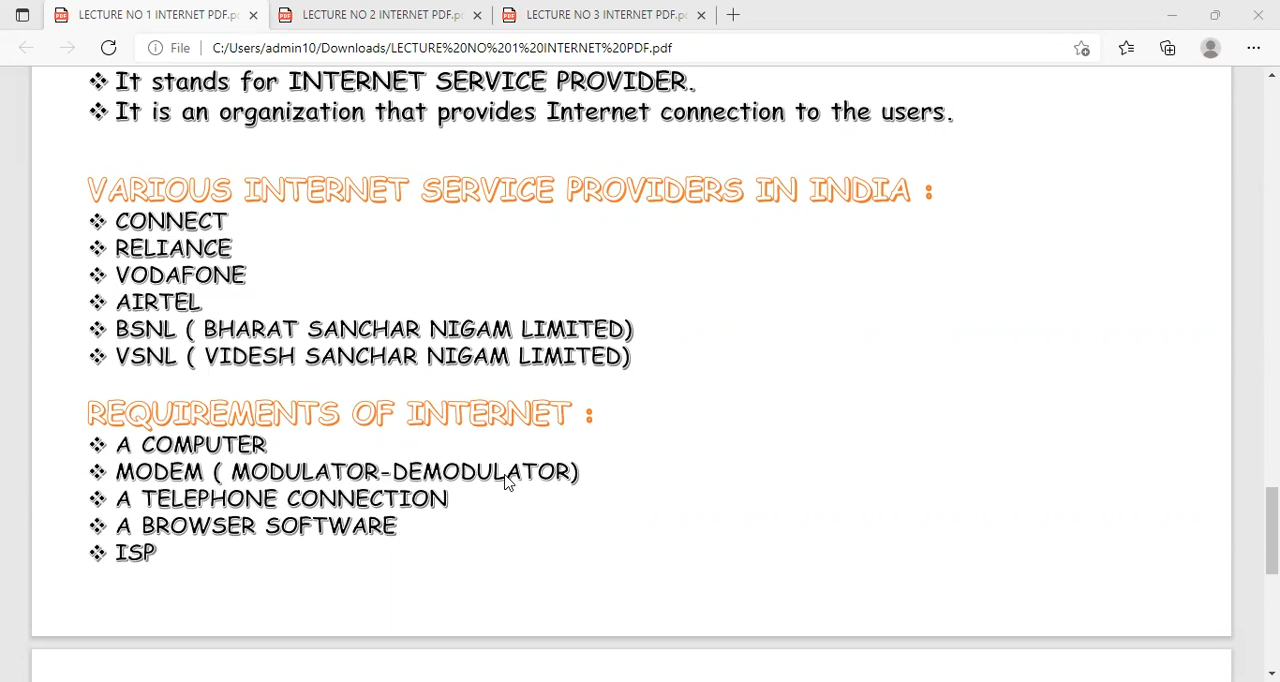 LECTURE NO 1 INTERNET PDF.p
LECTURE NO 2 INTERNET PDF.p
LECTURE NO 3 INTERNET PDF.p
File
C:/Users/admin10/Downloads/LECTURE%20NO%201%20INTERNET%20PDF.pdf
❖ It stands for INTERNET SERVICE PROVIDER.
❖ It is an organization that provides Internet connection to the users.
VARIOUS INTERNET SERVICE PROVIDERS IN INDIA :
❖ CONNECT
❖ RELIANCE
❖ VODAFONE
❖ AIRTEL
❖ BSNL ( BHARAT SANCHAR NIGAM LIMITED)
❖ VSNL ( VIDESH SANCHAR NIGAM LIMITED)
REQUIREMENTS OF INTERNET :
❖ A COMPUTER
❖ MODEM ( MODULATOR-DEMODULATOR)
❖ A TELEPHONE CONNECTION
❖ A BROWSER SOFTWARE
❖ ISP